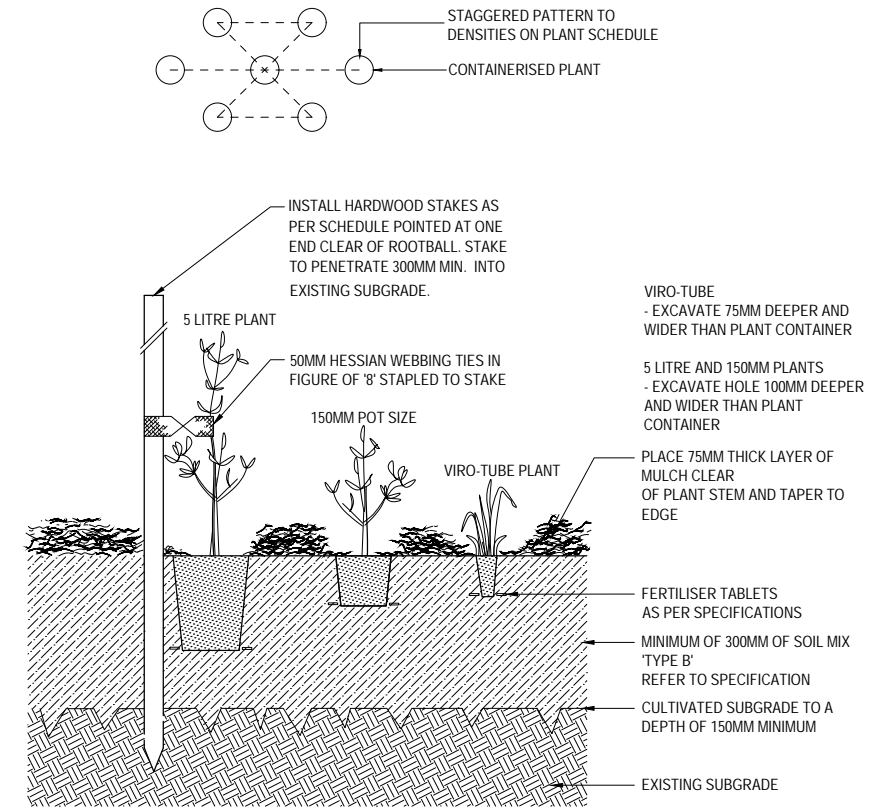 STAGGERED PATTERN TO
DENSITIES ON PLANT SCHEDULE
CONTAINERISED PLANT
INSTALL HARDWOOD STAKES AS
PER SCHEDULE POINTED AT ONE
END CLEAR OF ROOTBALL. STAKE
TO PENETRATE 300MM MIN. INTO
EXISTING SUBGRADE.
5 LITRE PLANT
50MM HESSIAN WEBBING TIES IN
FIGURE OF '8' STAPLED TO STAKE
150MM POT SIZE
VIRO-TUBE PLANT
VIRO-TUBE
- EXCAVATE 75MM DEEPER AND
WIDER THAN PLANT CONTAINER
5 LITRE AND 150MM PLANTS
- EXCAVATE HOLE 100MM DEEPER
AND WIDER THAN PLANT
CONTAINER
PLACE 75MM THICK LAYER OF
MULCH CLEAR
OF PLANT STEM AND TAPER TO
EDGE
FERTILISER TABLETS
AS PER SPECIFICATIONS
MINIMUM OF 300MM OF SOIL MIX
'TYPE B'
REFER TO SPECIFICATION
CULTIVATED SUBGRADE TO A
DEPTH OF 150MM MINIMUM
EXISTING SUBGRADE